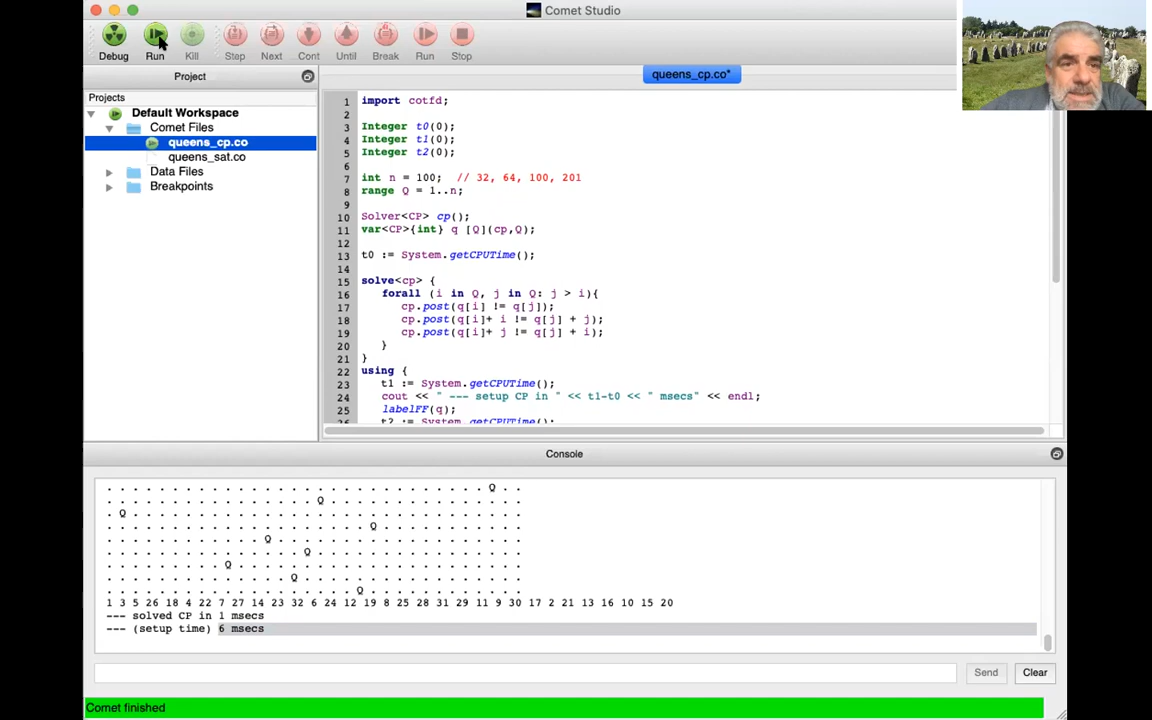 Comet Studio
Debug Run Kill Step Next Cont Until Break Run Stop
Project
queens_cp.co*
Projects
Default Workspace
Comet Files
queens_cp.co
queens_sat.co
Data Files
Breakpoints
1 import cotfd;
2
3 Integer t0(0);
4 Integer t1(0);
5 Integer t2(0);
6
7 int n = 100; // 32, 64, 100, 201
8 range Q = 1..n;
9
10 Solver<CP> cp();
11 var<CP>{int} q [Q](cp,Q);
12
13 t0 := System.getCPUTime();
14
15 solve<cp> {
16 forall (i in Q, j in Q: j > i){
17 cp.post(q[i] != q[j]);
18 cp.post(q[i]+ i != q[j] + j);
19 cp.post(q[i]+ j != q[j] + i);
20 }
21 }
22 using {
23 t1 := System.getCPUTime();
24 cout << " --- setup CP in " << t1-t0 << " msecs" << endl;
25 labelFF(q);
26 t2 := System.getCPUTime();
Console
. . . . . . . . . . . . . . . . . . . . . . . . . . . . . Q . .
. . . . . . . . . . . . . . . . Q . . . . . . . . . . . . . . .
. Q . . . . . . . . . . . . . . . . . . . . . . . . . . . . . .
. . . . . . . . . . . . . . . . . . . . Q . . . . . . . . . . .
. . . . . . . . . . . . Q . . . . . . . . . . . . . . . . . . .
. . . . . . . . . . . . . . . Q . . . . . . . . . . . . . . . .
. . . . . . . . . Q . . . . . . . . . . . . . . . . . . . . . .
. . . . . . . . . . . . . . Q . . . . . . . . . . . . . . . . .
. . . . . . . . . . . . . . . . . . . Q . . . . . . . . . . . .
1 3 5 26 18 4 22 7 27 14 23 32 6 24 12 19 8 25 28 31 29 11 9 30 17 2 21 13 16 10 15 20
--- solved CP in 1 msecs
--- (setup time) 6 msecs
Send Clear
Comet finished